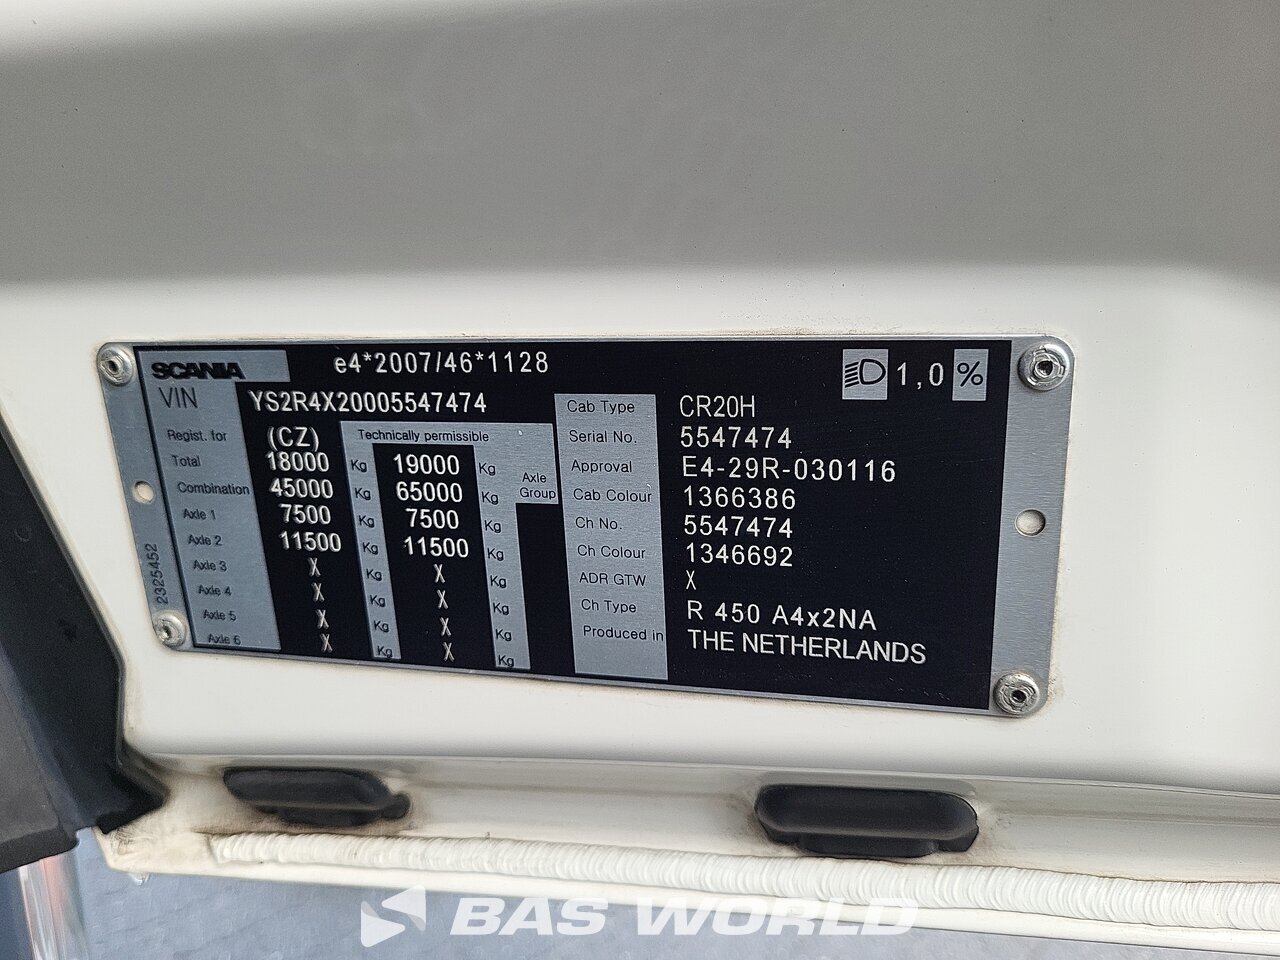 SCANIA e4*2007/46*1128 1,0 %
VIN YS2R4X20005547474
Regist. for (CZ) Technically permissible
Total 18000 Kg 19000 Kg
Combination 45000 Kg 65000 Kg Axle Group
Axle 1 7500 Kg 7500 Kg
Axle 2 11500 Kg 11500 Kg
Axle 3 X Kg X Kg
Axle 4 X Kg X Kg
Axle 5 X Kg X Kg
Axle 6 X Kg X Kg
2325452
Cab Type CR20H
Serial No. 5547474
Approval E4-29R-030116
Cab Colour 1366386
Ch No. 5547474
Ch Colour 1346692
ADR GTW X
Ch Type R 450 A4x2NA
Produced in THE NETHERLANDS
BAS WORLD